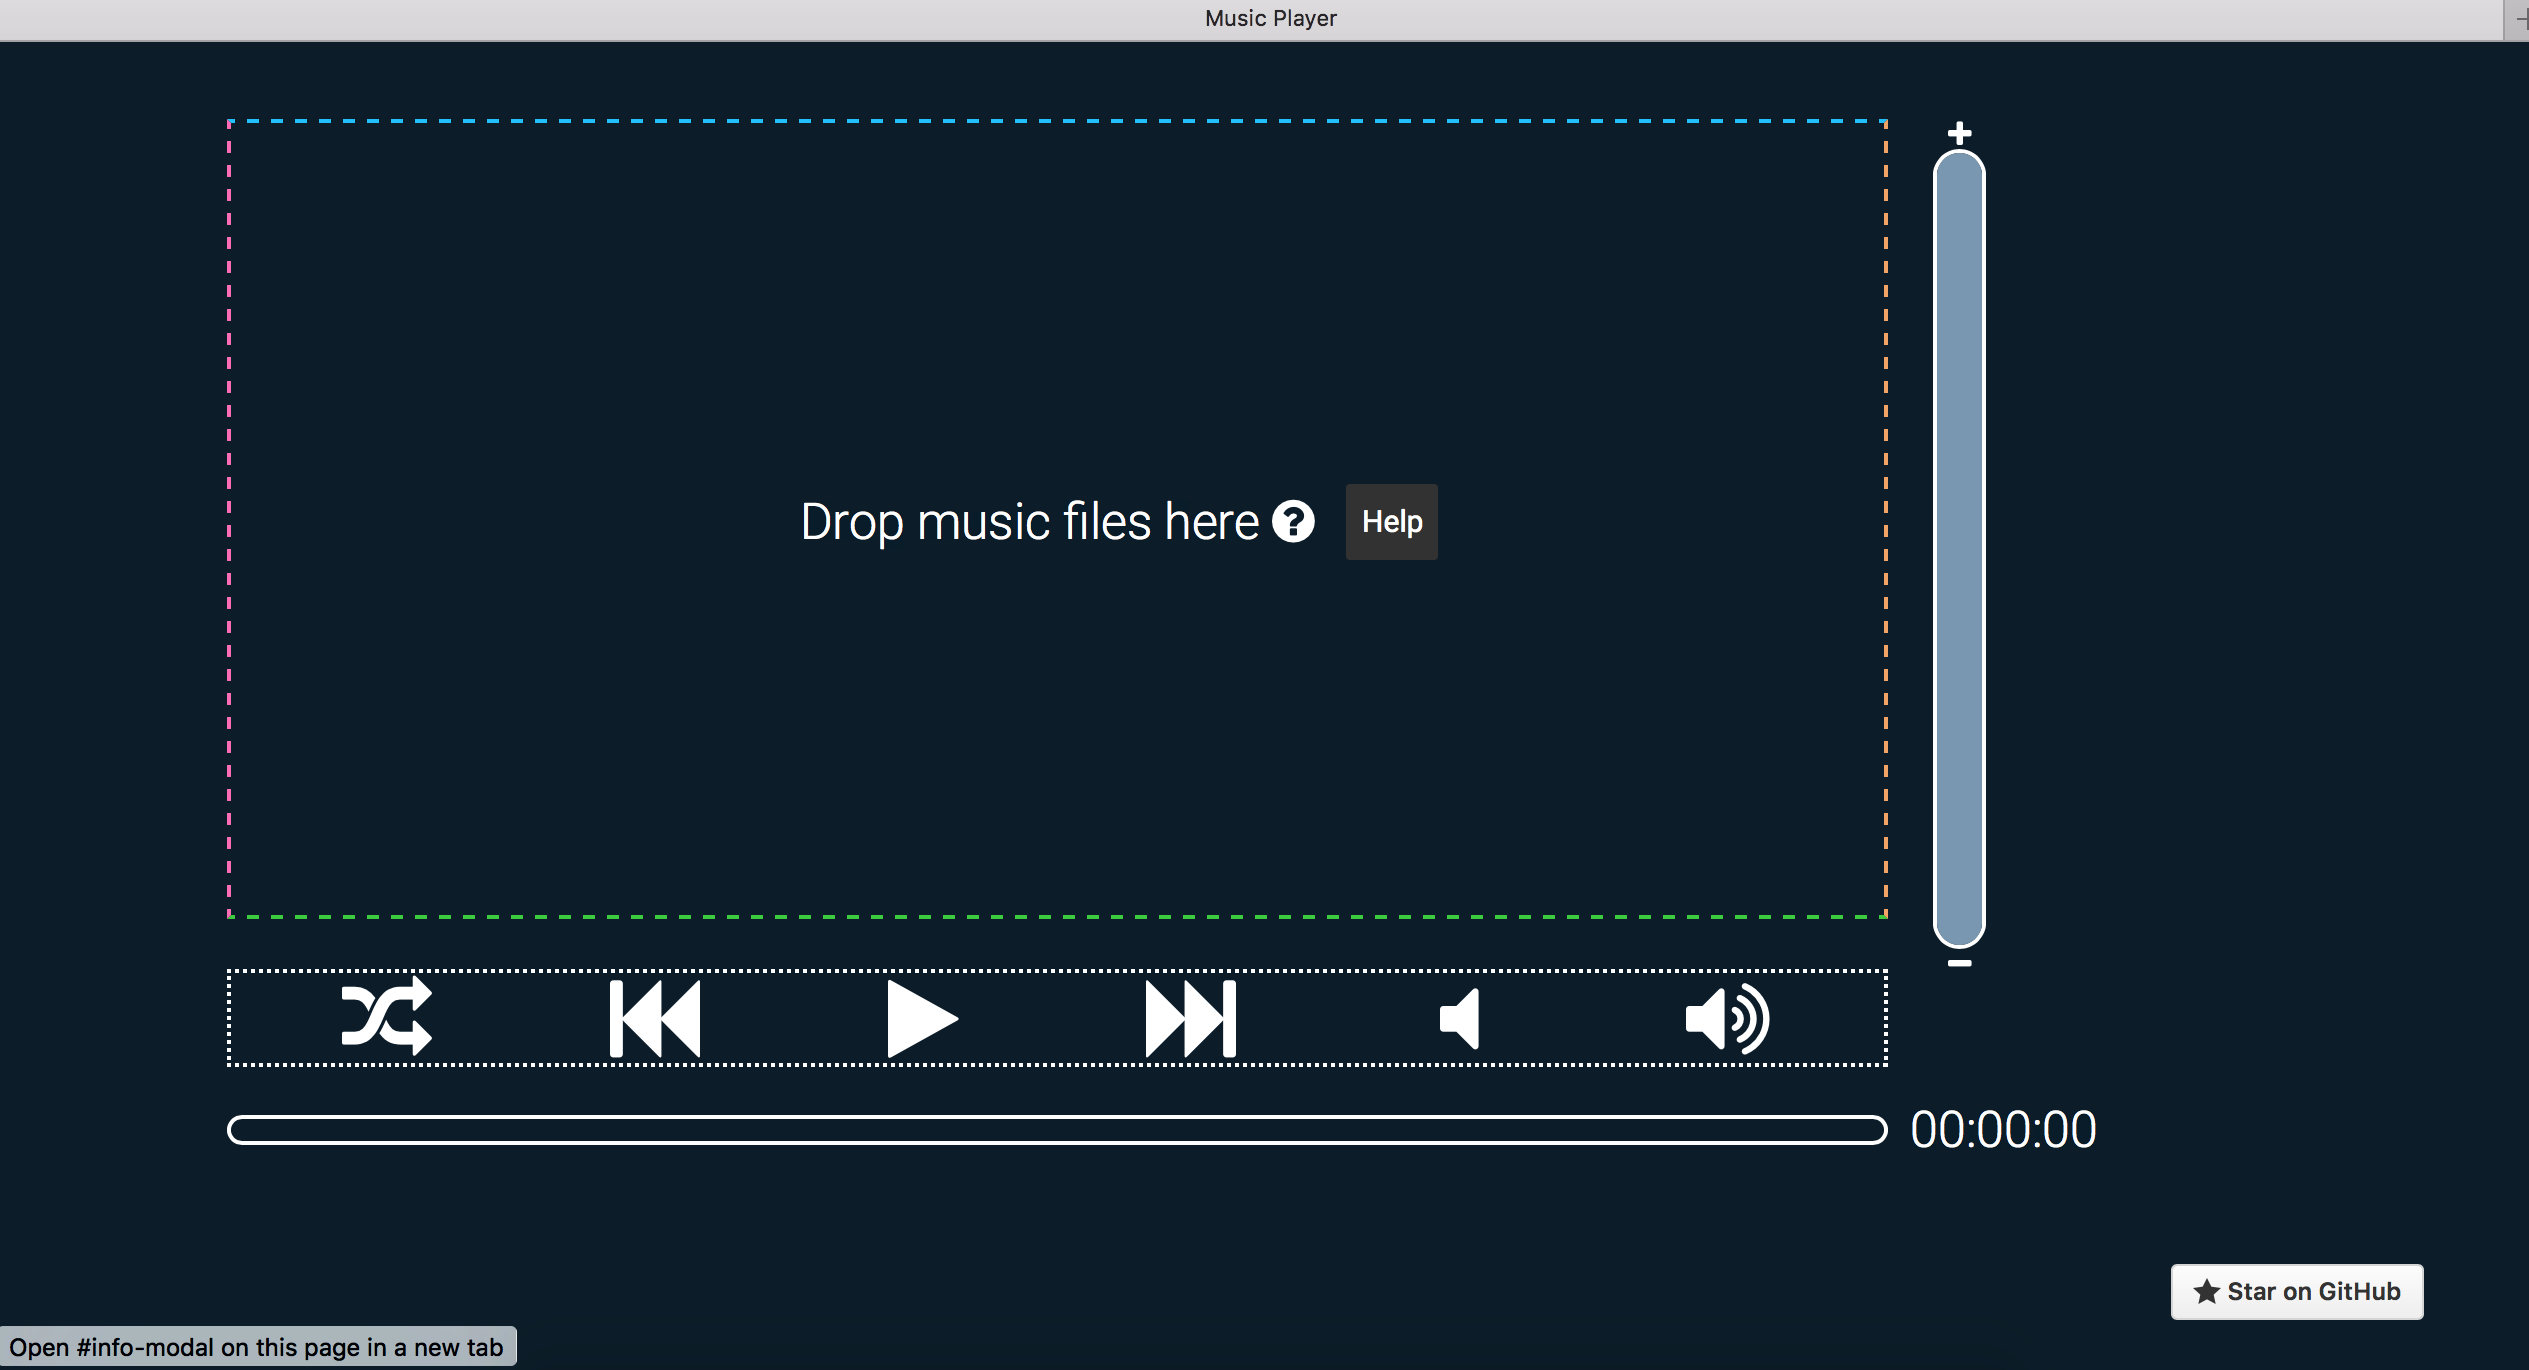 Music Player
Drop music files here
Help
00:00:00
Star on GitHub
Open #info-modal on this page in a new tab